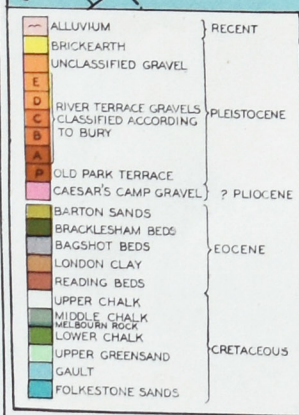 ALLUVIUM } RECENT
BRICKEARTH
UNCLASSIFIED GRAVEL
E
D
C
B
A
RIVER TERRACE GRAVELS
CLASSIFIED ACCORDING
TO BURY
PLEISTOCENE
P OLD PARK TERRACE
CAESAR'S CAMP GRAVEL } ? PLIOCENE
BARTON SANDS
BRACKLESHAM BEDS
BAGSHOT BEDS
LONDON CLAY
READING BEDS
EOCENE
UPPER CHALK
MIDDLE CHALK
MELBOURN ROCK
LOWER CHALK
UPPER GREENSAND
GAULT
FOLKESTONE SANDS
CRETACEOUS